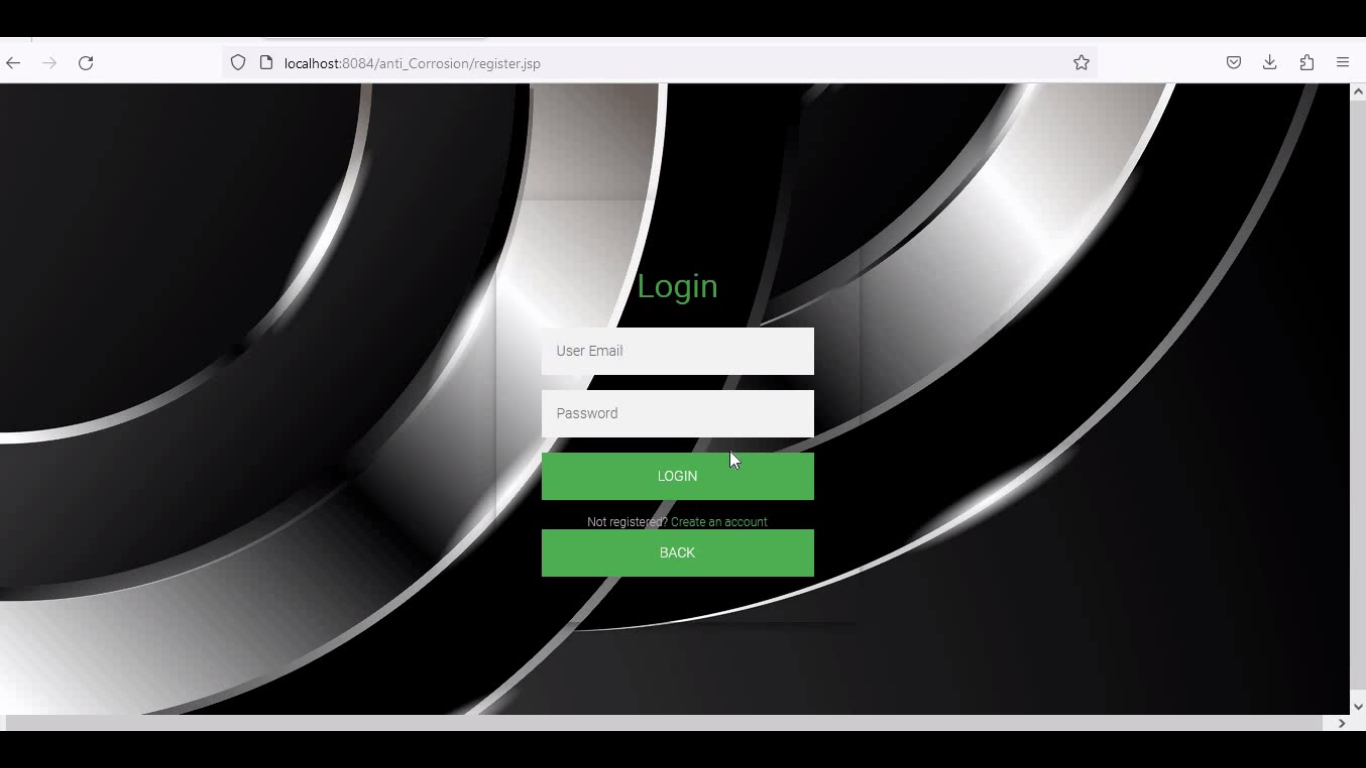 localhost:8084/anti_Corrosion/register.jsp
Login
User Email
Password
LOGIN
Not registered? Create an account
BACK